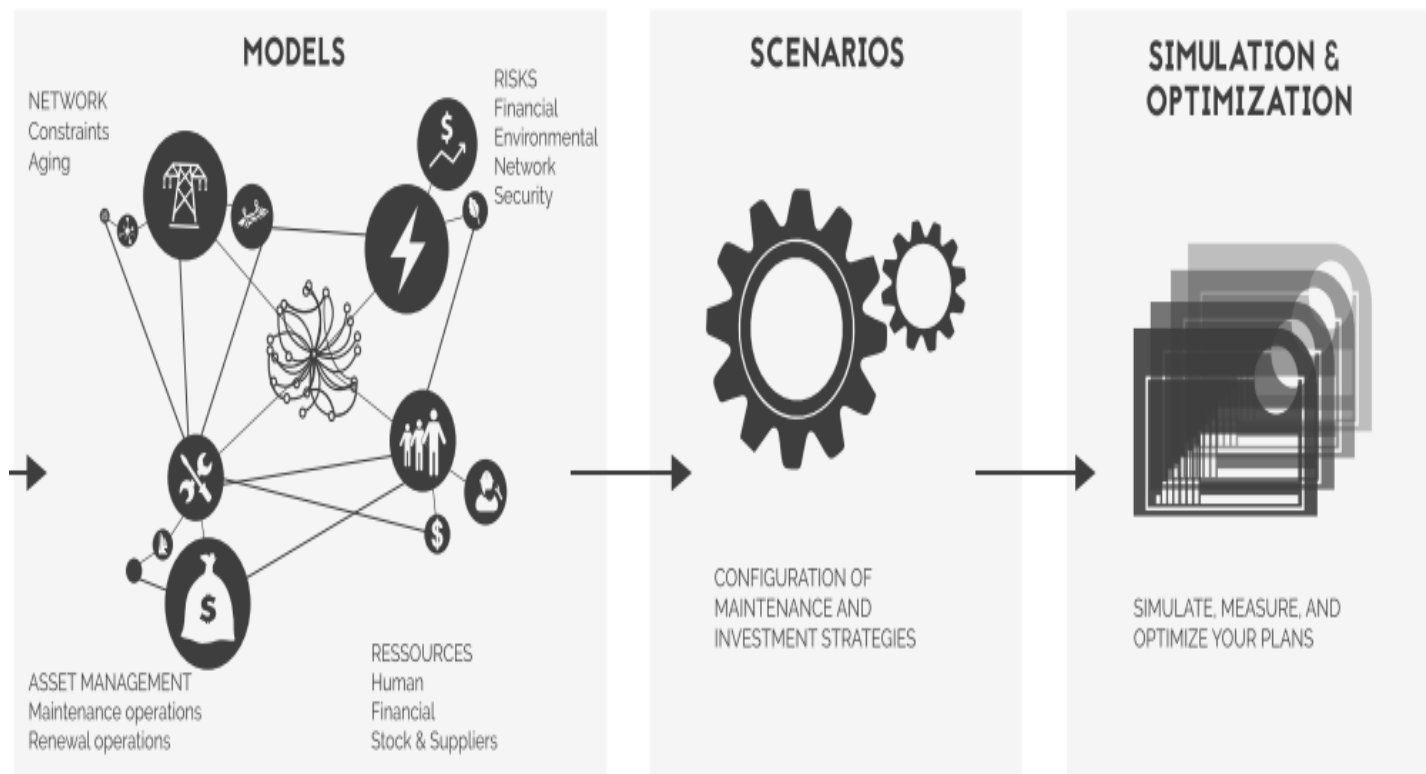 MODELS
NETWORK
Constraints
Aging
RISKS
Financial
Environmental
Network
Security
$
$
$
ASSET MANAGEMENT
Maintenance operations
Renewal operations
RESSOURCES
Human
Financial
Stock & Suppliers
SCENARIOS
CONFIGURATION OF
MAINTENANCE AND
INVESTMENT STRATEGIES
SIMULATION &
OPTIMIZATION
SIMULATE, MEASURE, AND
OPTIMIZE YOUR PLANS